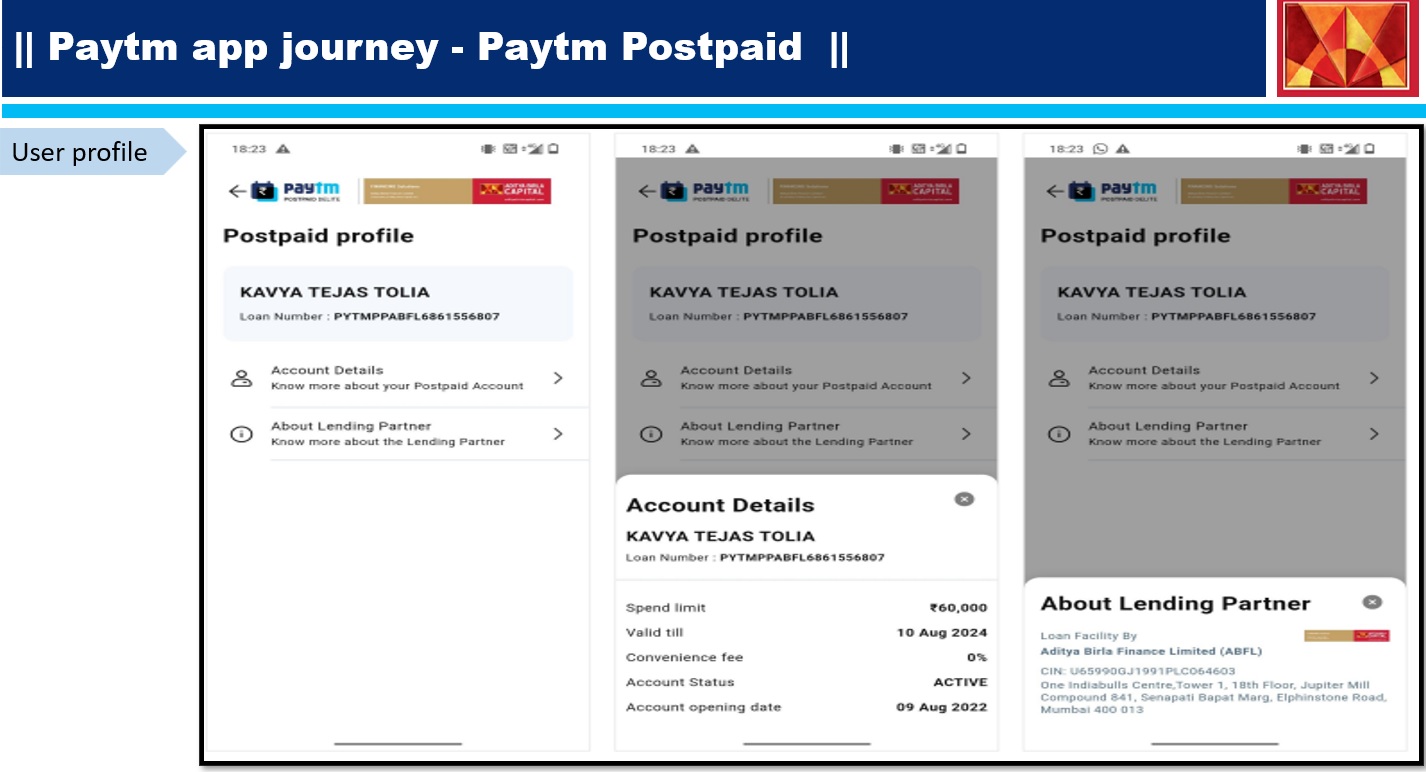 || Paytm app journey - Paytm Postpaid ||
User profile
18:23
paytm
POSTPAID DELITE
ADITYA BIRLA
CAPITAL
Postpaid profile
KAVYA TEJAS TOLIA
Loan Number : PYTMPPABFL6861556807
Account Details
Know more about your Postpaid Account
About Lending Partner
Know more about the Lending Partner
18:23
paytm
POSTPAID DELITE
ADITYA BIRLA
CAPITAL
Postpaid profile
KAVYA TEJAS TOLIA
Loan Number : PYTMPPABFL6861556807
Account Details
Know more about your Postpaid Account
About Lending Partner
Know more about the Lending Partner
Account Details
KAVYA TEJAS TOLIA
Loan Number : PYTMPPABFL6861556807
Spend limit ₹60,000
Valid till 10 Aug 2024
Convenience fee 0%
Account Status ACTIVE
Account opening date 09 Aug 2022
18:23
paytm
POSTPAID DELITE
ADITYA BIRLA
CAPITAL
Postpaid profile
KAVYA TEJAS TOLIA
Loan Number : PYTMPPABFL6861556807
Account Details
Know more about your Postpaid Account
About Lending Partner
Know more about the Lending Partner
About Lending Partner
Loan Facility By
Aditya Birla Finance Limited (ABFL)
CIN: U65990GJ1991PLC064603
One Indiabulls Centre,Tower 1, 18th Floor, Jupiter Mill
Compound 841, Senapati Bapat Marg, Elphinstone Road,
Mumbai 400 013